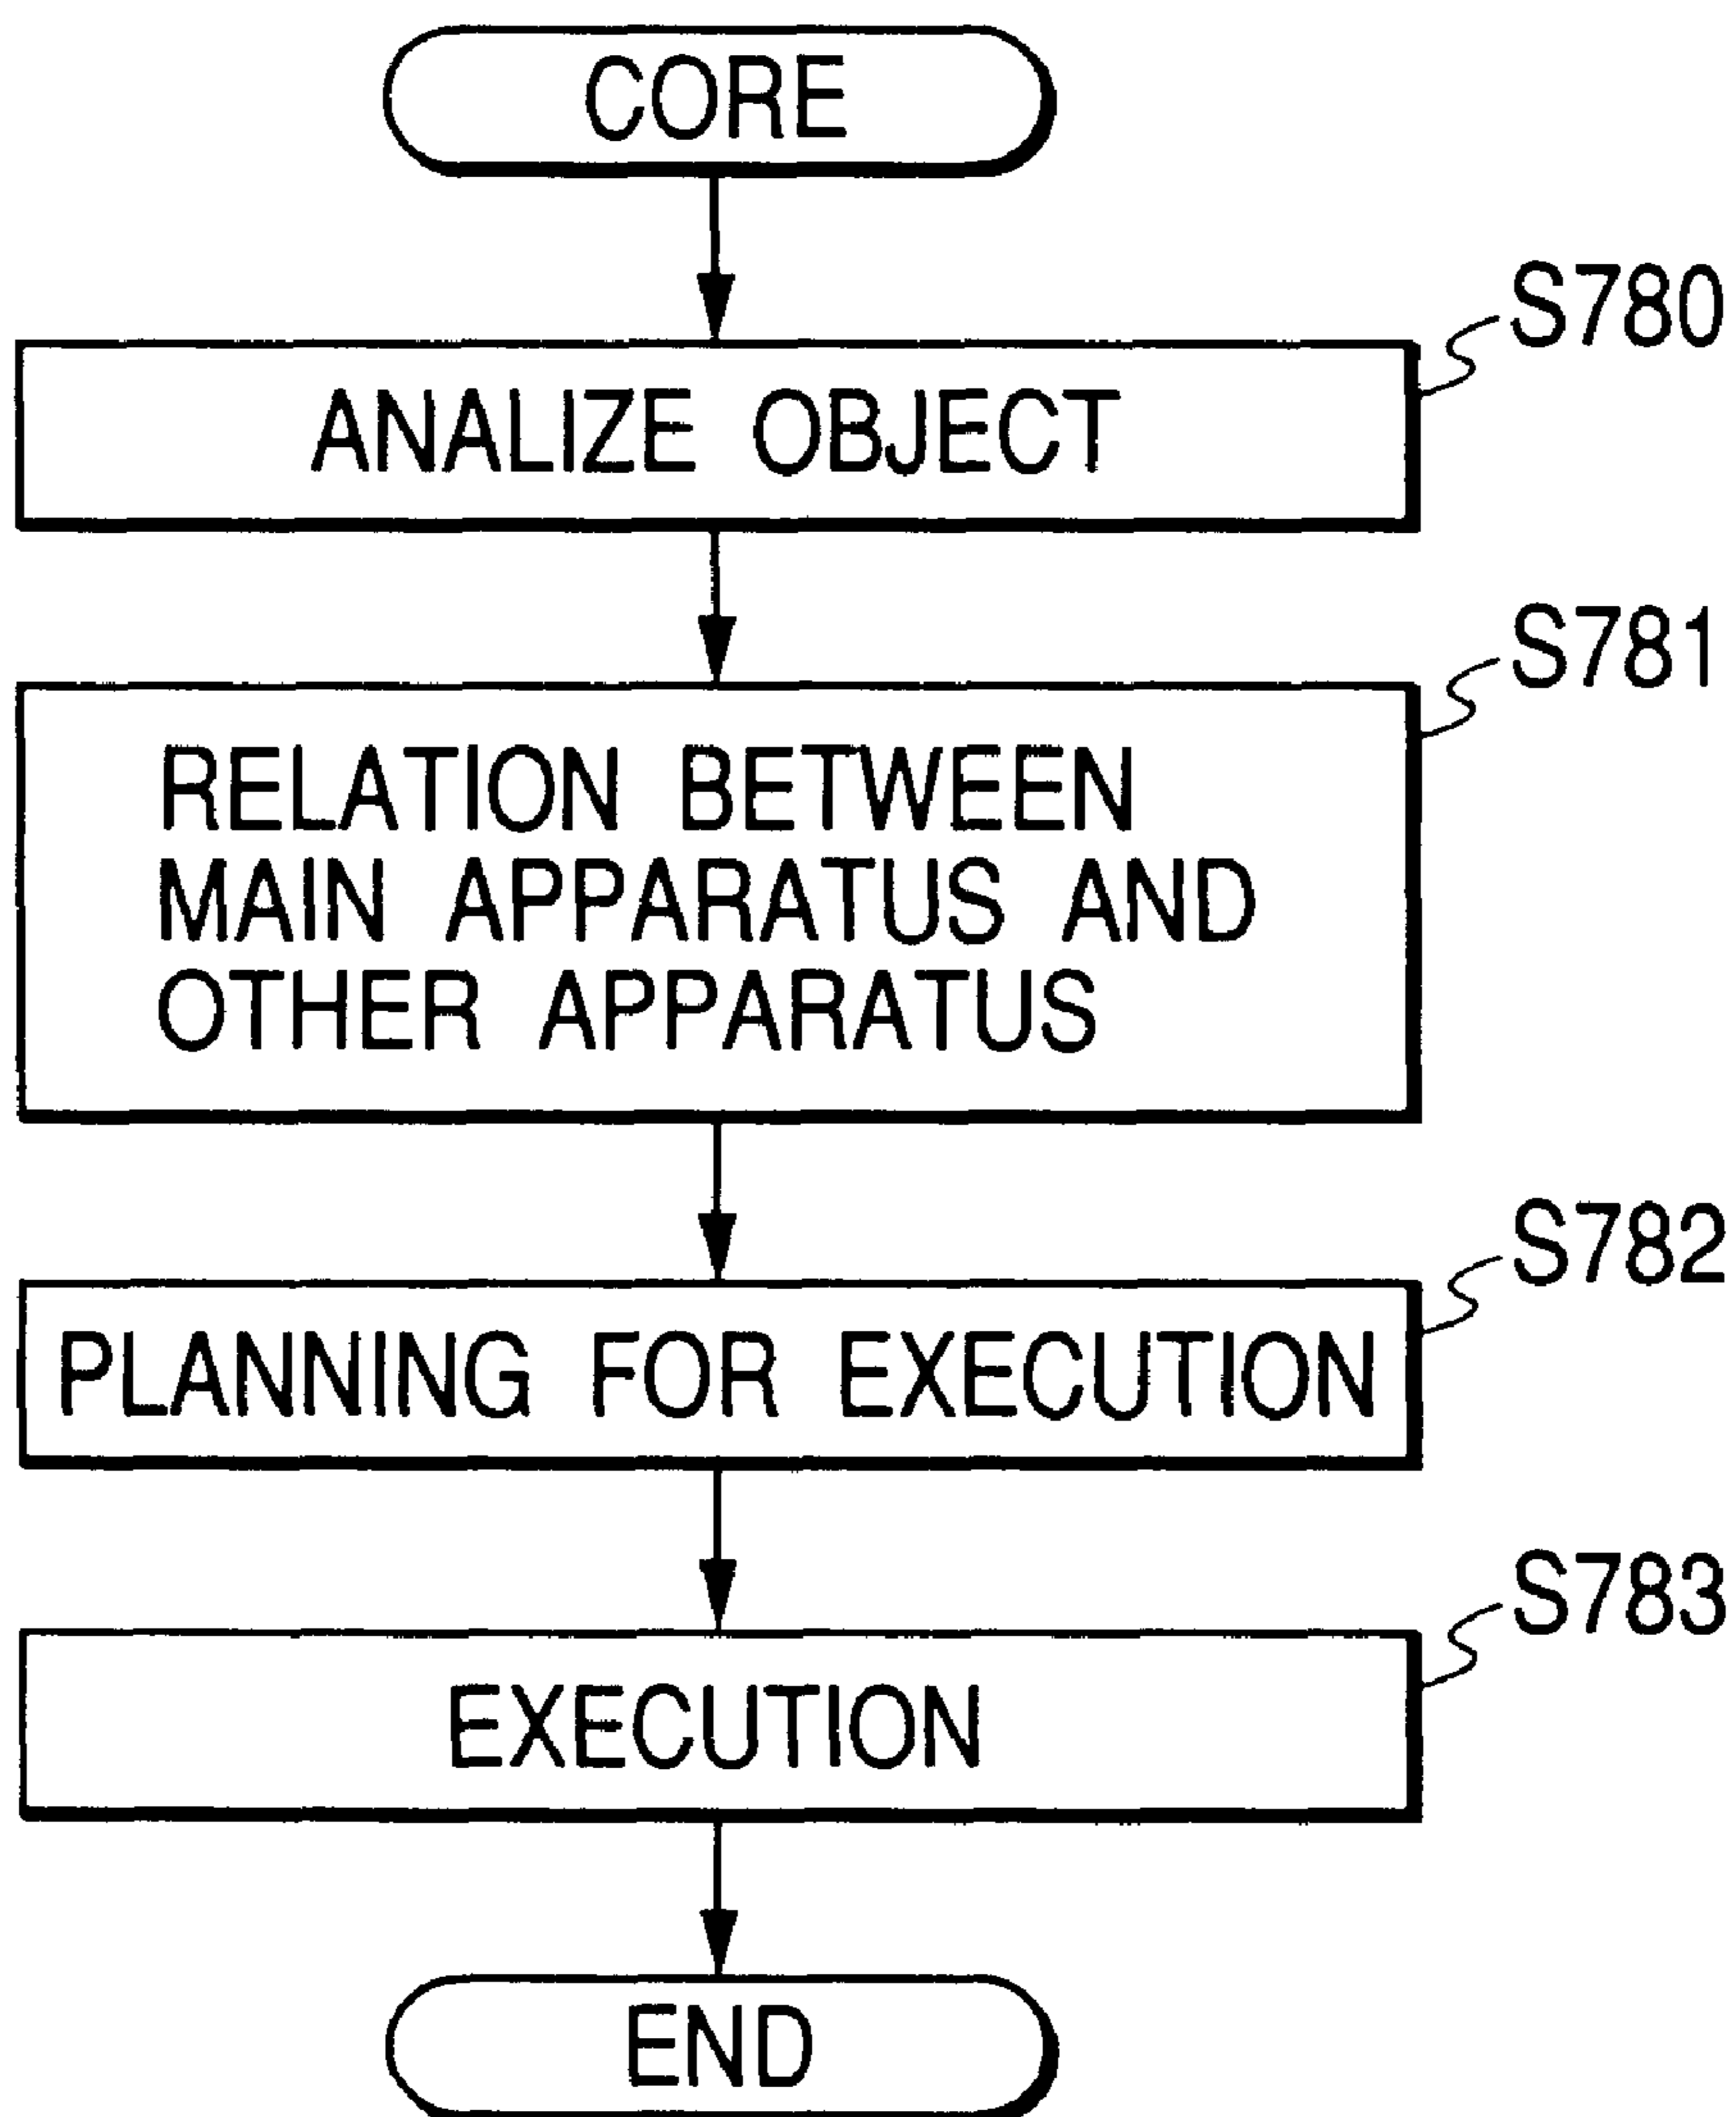 CORE
S780
ANALIZE OBJECT
S781
RELATION BETWEEN
MAIN APPARATUS AND
OTHER APPARATUS
S782
PLANNING FOR EXECUTION
S783
EXECUTION
END